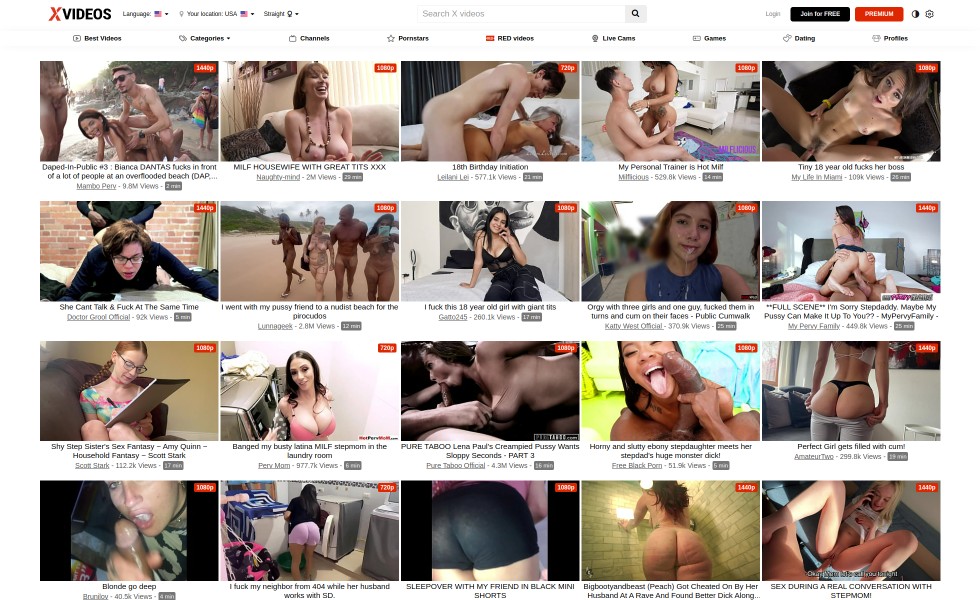 XVIDEOS
Language:
Your location: USA
Straight
Search X videos
Login
Join for FREE
PREMIUM
Best Videos
Categories
Channels
Pornstars
RED videos
Live Cams
Games
Dating
Profiles
1440p
Daped-In-Public #3 : Bianca DANTAS fucks in front
of a lot of people at an overflooded beach (DAP,...
Mambo Perv - 9.8M Views - 2 min
1080p
MILF HOUSEWIFE WITH GREAT TITS XXX
Naughty-mind - 2M Views - 29 min
720p
18th Birthday Initiation
Leilani Lei - 577.1k Views - 21 min
1080p
MILFLICIOUS
My Personal Trainer is Hot Milf
Milflicious - 529.8k Views - 14 min
1080p
Tiny 18 year old fucks her boss
My Life In Miami - 109k Views - 26 min
1440p
She Cant Talk & Fuck At The Same Time
Doctor Grool Official - 92k Views - 5 min
1080p
I went with my pussy friend to a nudist beach for the
pirocudos
Lunnageek - 2.8M Views - 12 min
1080p
I fuck this 18 year old girl with giant tits
Gatto245 - 260.1k Views - 17 min
1080p
Orgy with three girls and one guy, fucked them in
turns and cum on their faces - Public Cumwalk
Katty West Official - 370.9k Views - 25 min
1440p
**FULL SCENE** I'm Sorry Stepdaddy, Maybe My
Pussy Can Make It Up To You?? - MyPervyFamily -
My Pervy Family - 449.8k Views - 25 min
1080p
Shy Step Sister's Sex Fantasy ~ Amy Quinn ~
Household Fantasy ~ Scott Stark
Scott Stark - 112.2k Views - 17 min
720p
HotPervMom.com
Banged my busty latina MILF stepmom in the
laundry room
Perv Mom - 977.7k Views - 6 min
1080p
PURETABOO.com
PURE TABOO Lena Paul's Creampied Pussy Wants
Sloppy Seconds - PART 3
Pure Taboo Official - 4.3M Views - 16 min
1080p
Horny and slutty ebony stepdaughter meets her
stepdad's huge monster dick!
Free Black Porn - 51.9k Views - 5 min
1440p
Perfect Girl gets filled with cum!
AmateurTwo - 299.8k Views - 19 min
1080p
Blonde go deep
Brunilov - 40.5k Views - 4 min
720p
I fuck my neighbor from 404 while her husband
works with SD.
1080p
SLEEPOVER WITH MY FRIEND IN BLACK MINI
SHORTS
1440p
Bigbootyandbeast (Peach) Got Cheated On By Her
Husband At A Rave And Found Better Dick Along...
1440p
SEX DURING A REAL CONVERSATION WITH
STEPMOM!